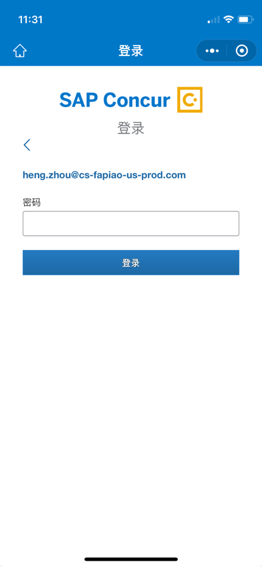 11:31
登录
SAP Concur
登录
heng.zhou@cs-fapiao-us-prod.com
密码
登录